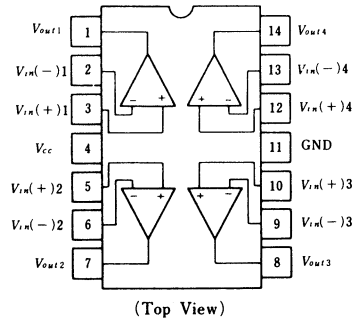 Vout1 1 14 Vout4
Vin(−)1 2 13 Vin(−)4
Vin(+)1 3 − + + − 12 Vin(+)4
Vcc 4 11 GND
Vin(+)2 5 − + + − 10 Vin(+)3
Vin(−)2 6 9 Vin(−)3
Vout2 7 8 Vout3
(Top View)